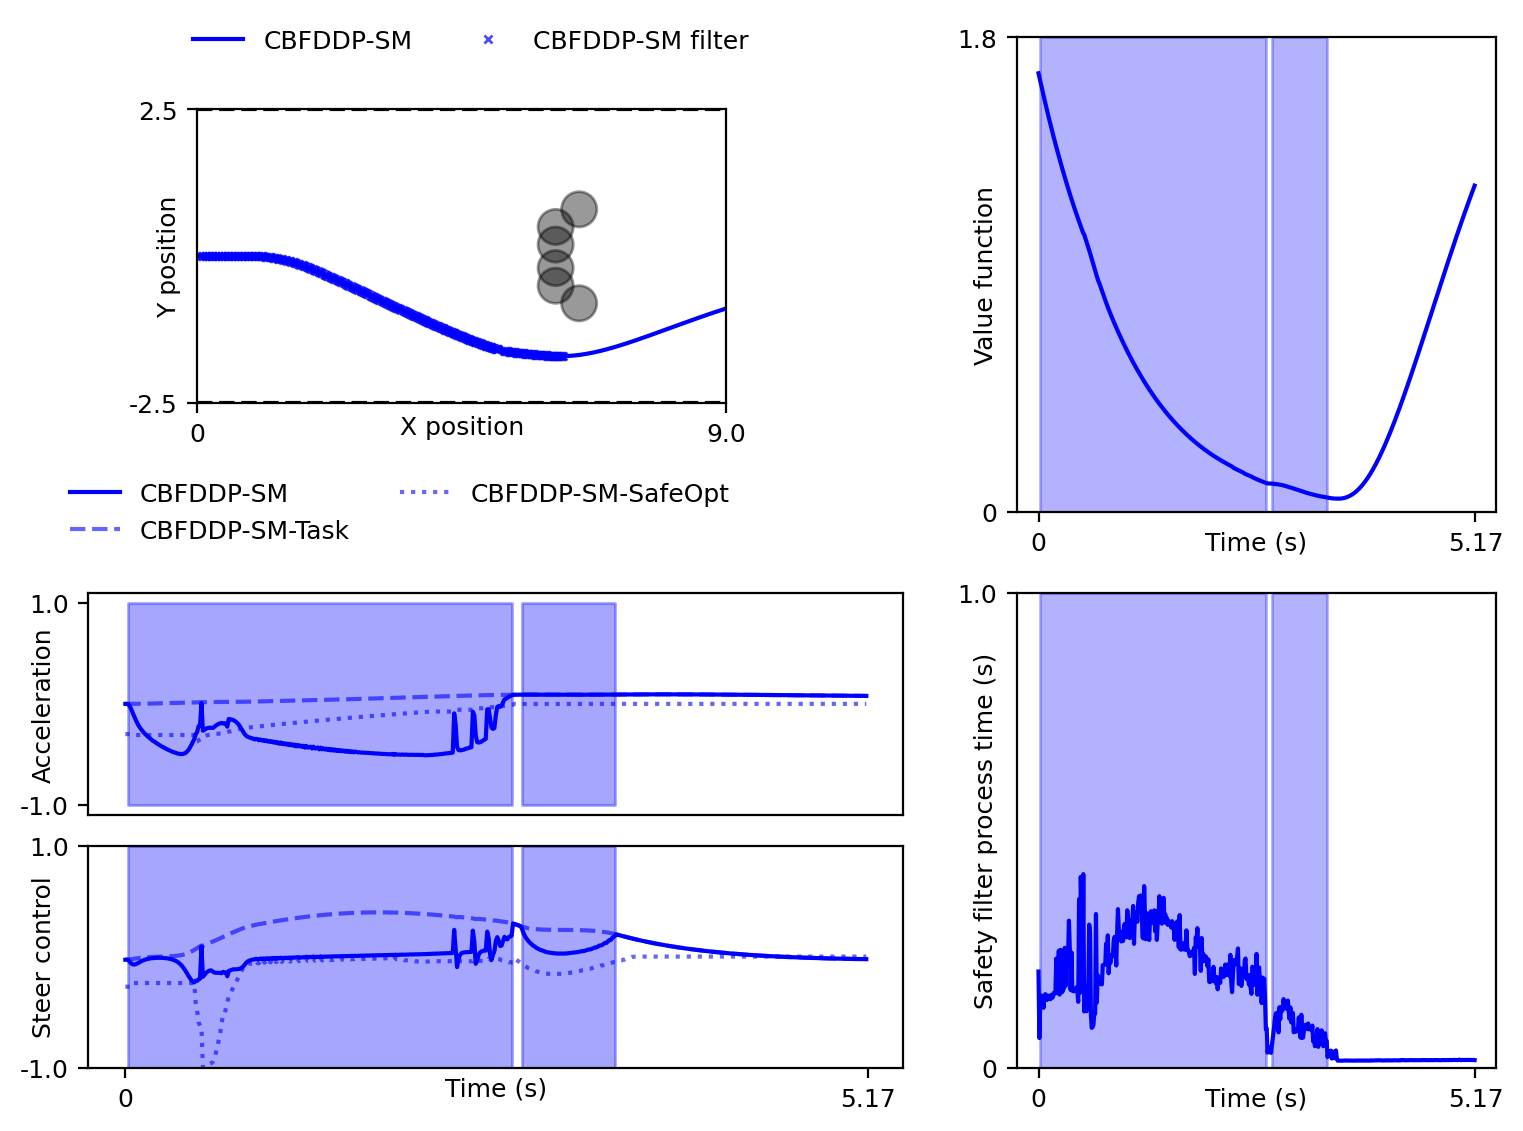 CBFDDP-SM
CBFDDP-SM filter
2.5
Y position
-2.5
0
X position
9.0
CBFDDP-SM
CBFDDP-SM-SafeOpt
CBFDDP-SM-Task
1.0
Acceleration
-1.0
1.0
Steer control
-1.0
0
Time (s)
5.17
1.8
Value function
0
0
Time (s)
5.17
1.0
Safety filter process time (s)
0
0
Time (s)
5.17